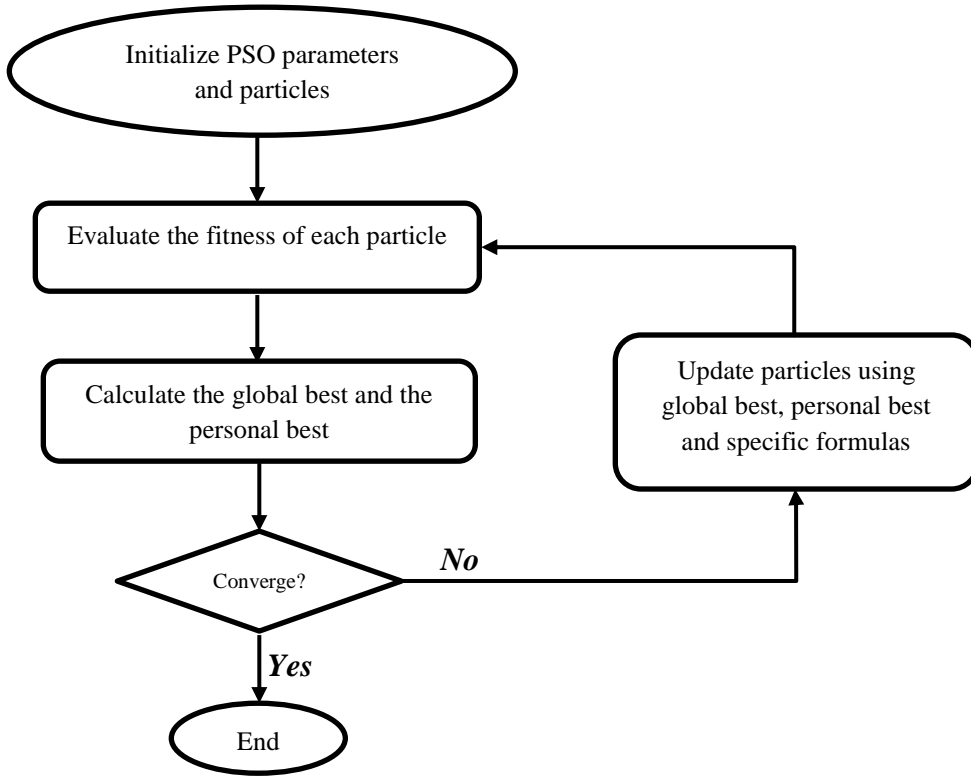 Initialize PSO parameters
and particles
Evaluate the fitness of each particle
Calculate the global best and the
personal best
Update particles using
global best, personal best
and specific formulas
Converge?
No
Yes
End